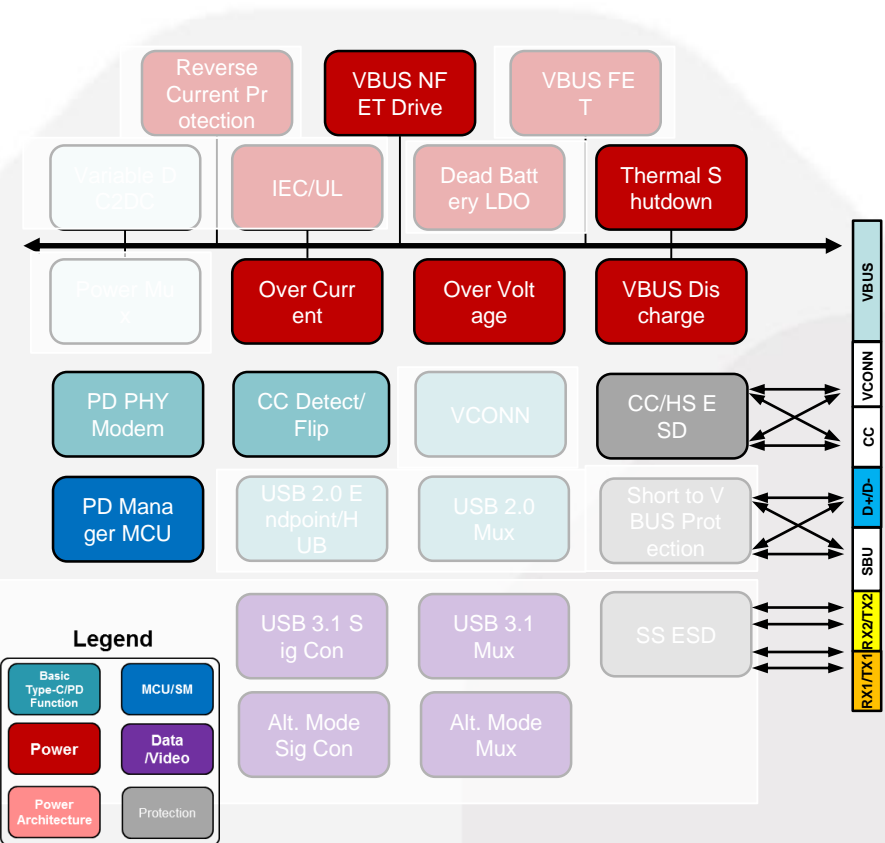 Reverse
Current Pr
otection
VBUS NF
ET Drive
VBUS FE
T
Variable D
C2DC
IEC/UL
Dead Batt
ery LDO
Thermal S
hutdown
Power Mu
x
Over Curr
ent
Over Volt
age
VBUS Dis
charge
PD PHY
Modem
CC Detect/
Flip
VCONN
CC/HS E
SD
PD Mana
ger MCU
USB 2.0 E
ndpoint/H
UB
USB 2.0
Mux
Short to V
BUS Prot
ection
USB 3.1 S
ig Con
USB 3.1
Mux
SS ESD
Alt. Mode
Sig Con
Alt. Mode
Mux
VBUS
VCONN
CC
D+/D-
SBU
RX2/TX2
RX1/TX1
Legend
Basic
Type-C/PD
Function
MCU/SM
Power
Data
/Video
Power
Architecture
Protection